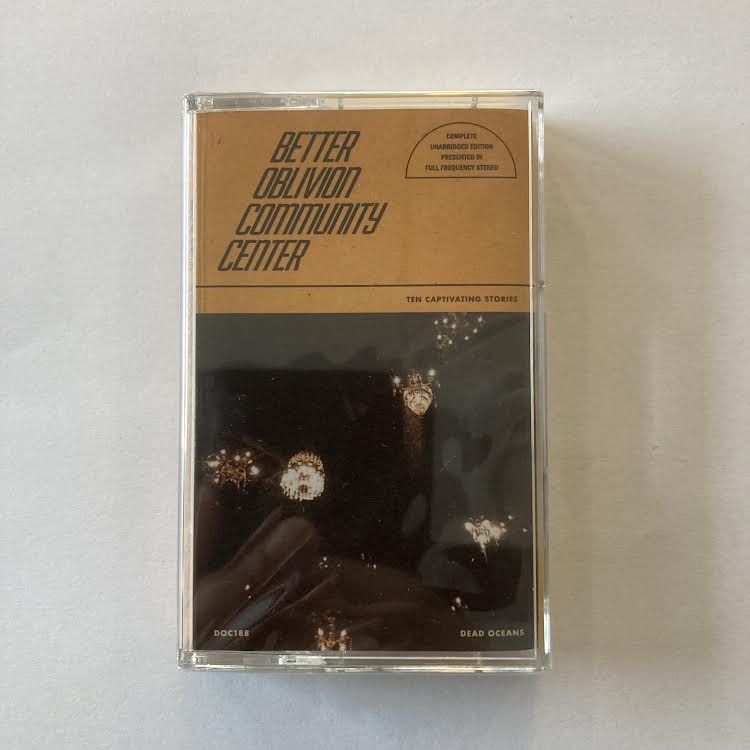 BETTER
OBLIVION
COMMUNITY
CENTER
COMPLETE
UNABRIDGED EDITION
PRESENTED IN
FULL FREQUENCY STEREO
TEN CAPTIVATING STORIES
DOC188
DEAD OCEANS